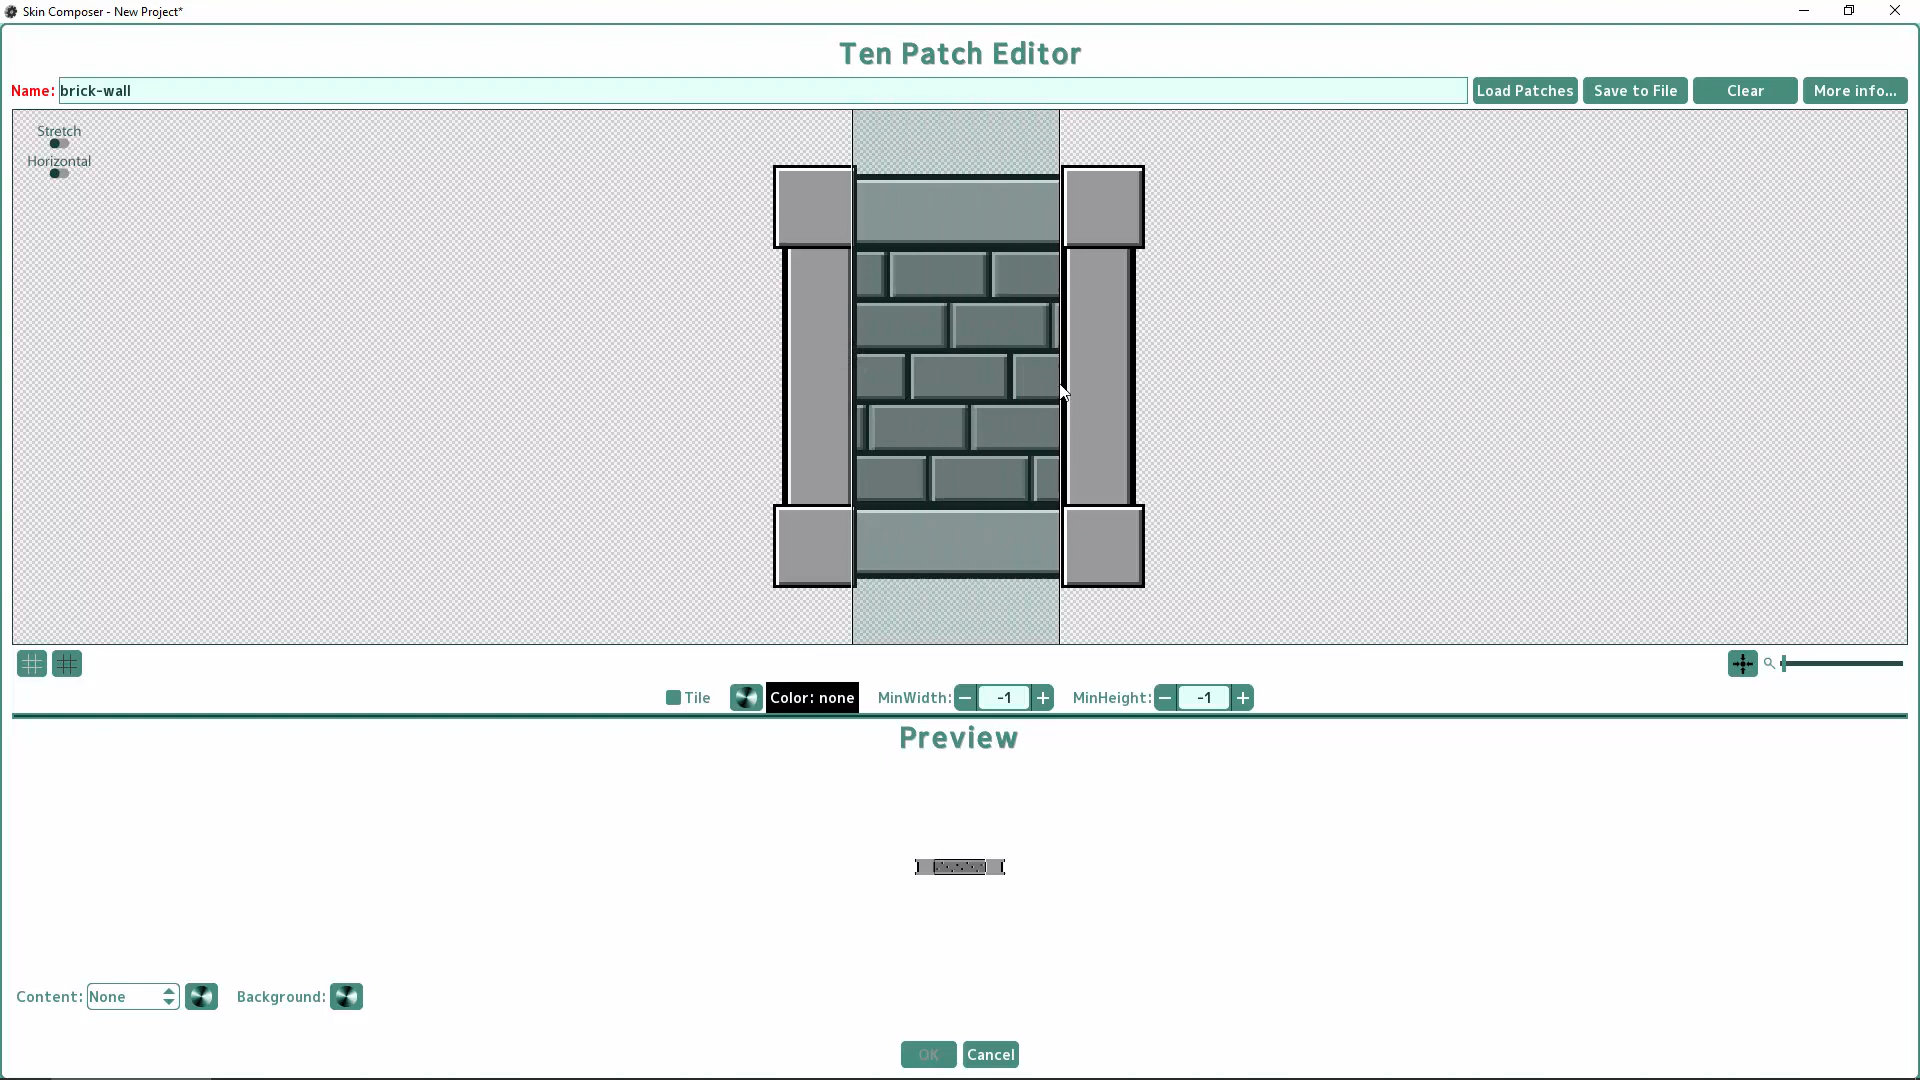 Skin Composer - New Project*
Ten Patch Editor
Name: brick-wall
Load Patches
Save to File
Clear
More info...
Stretch
Horizontal
Tile
Color: none
MinWidth: -1
MinHeight: -1
Preview
Content: None
Background:
OK
Cancel